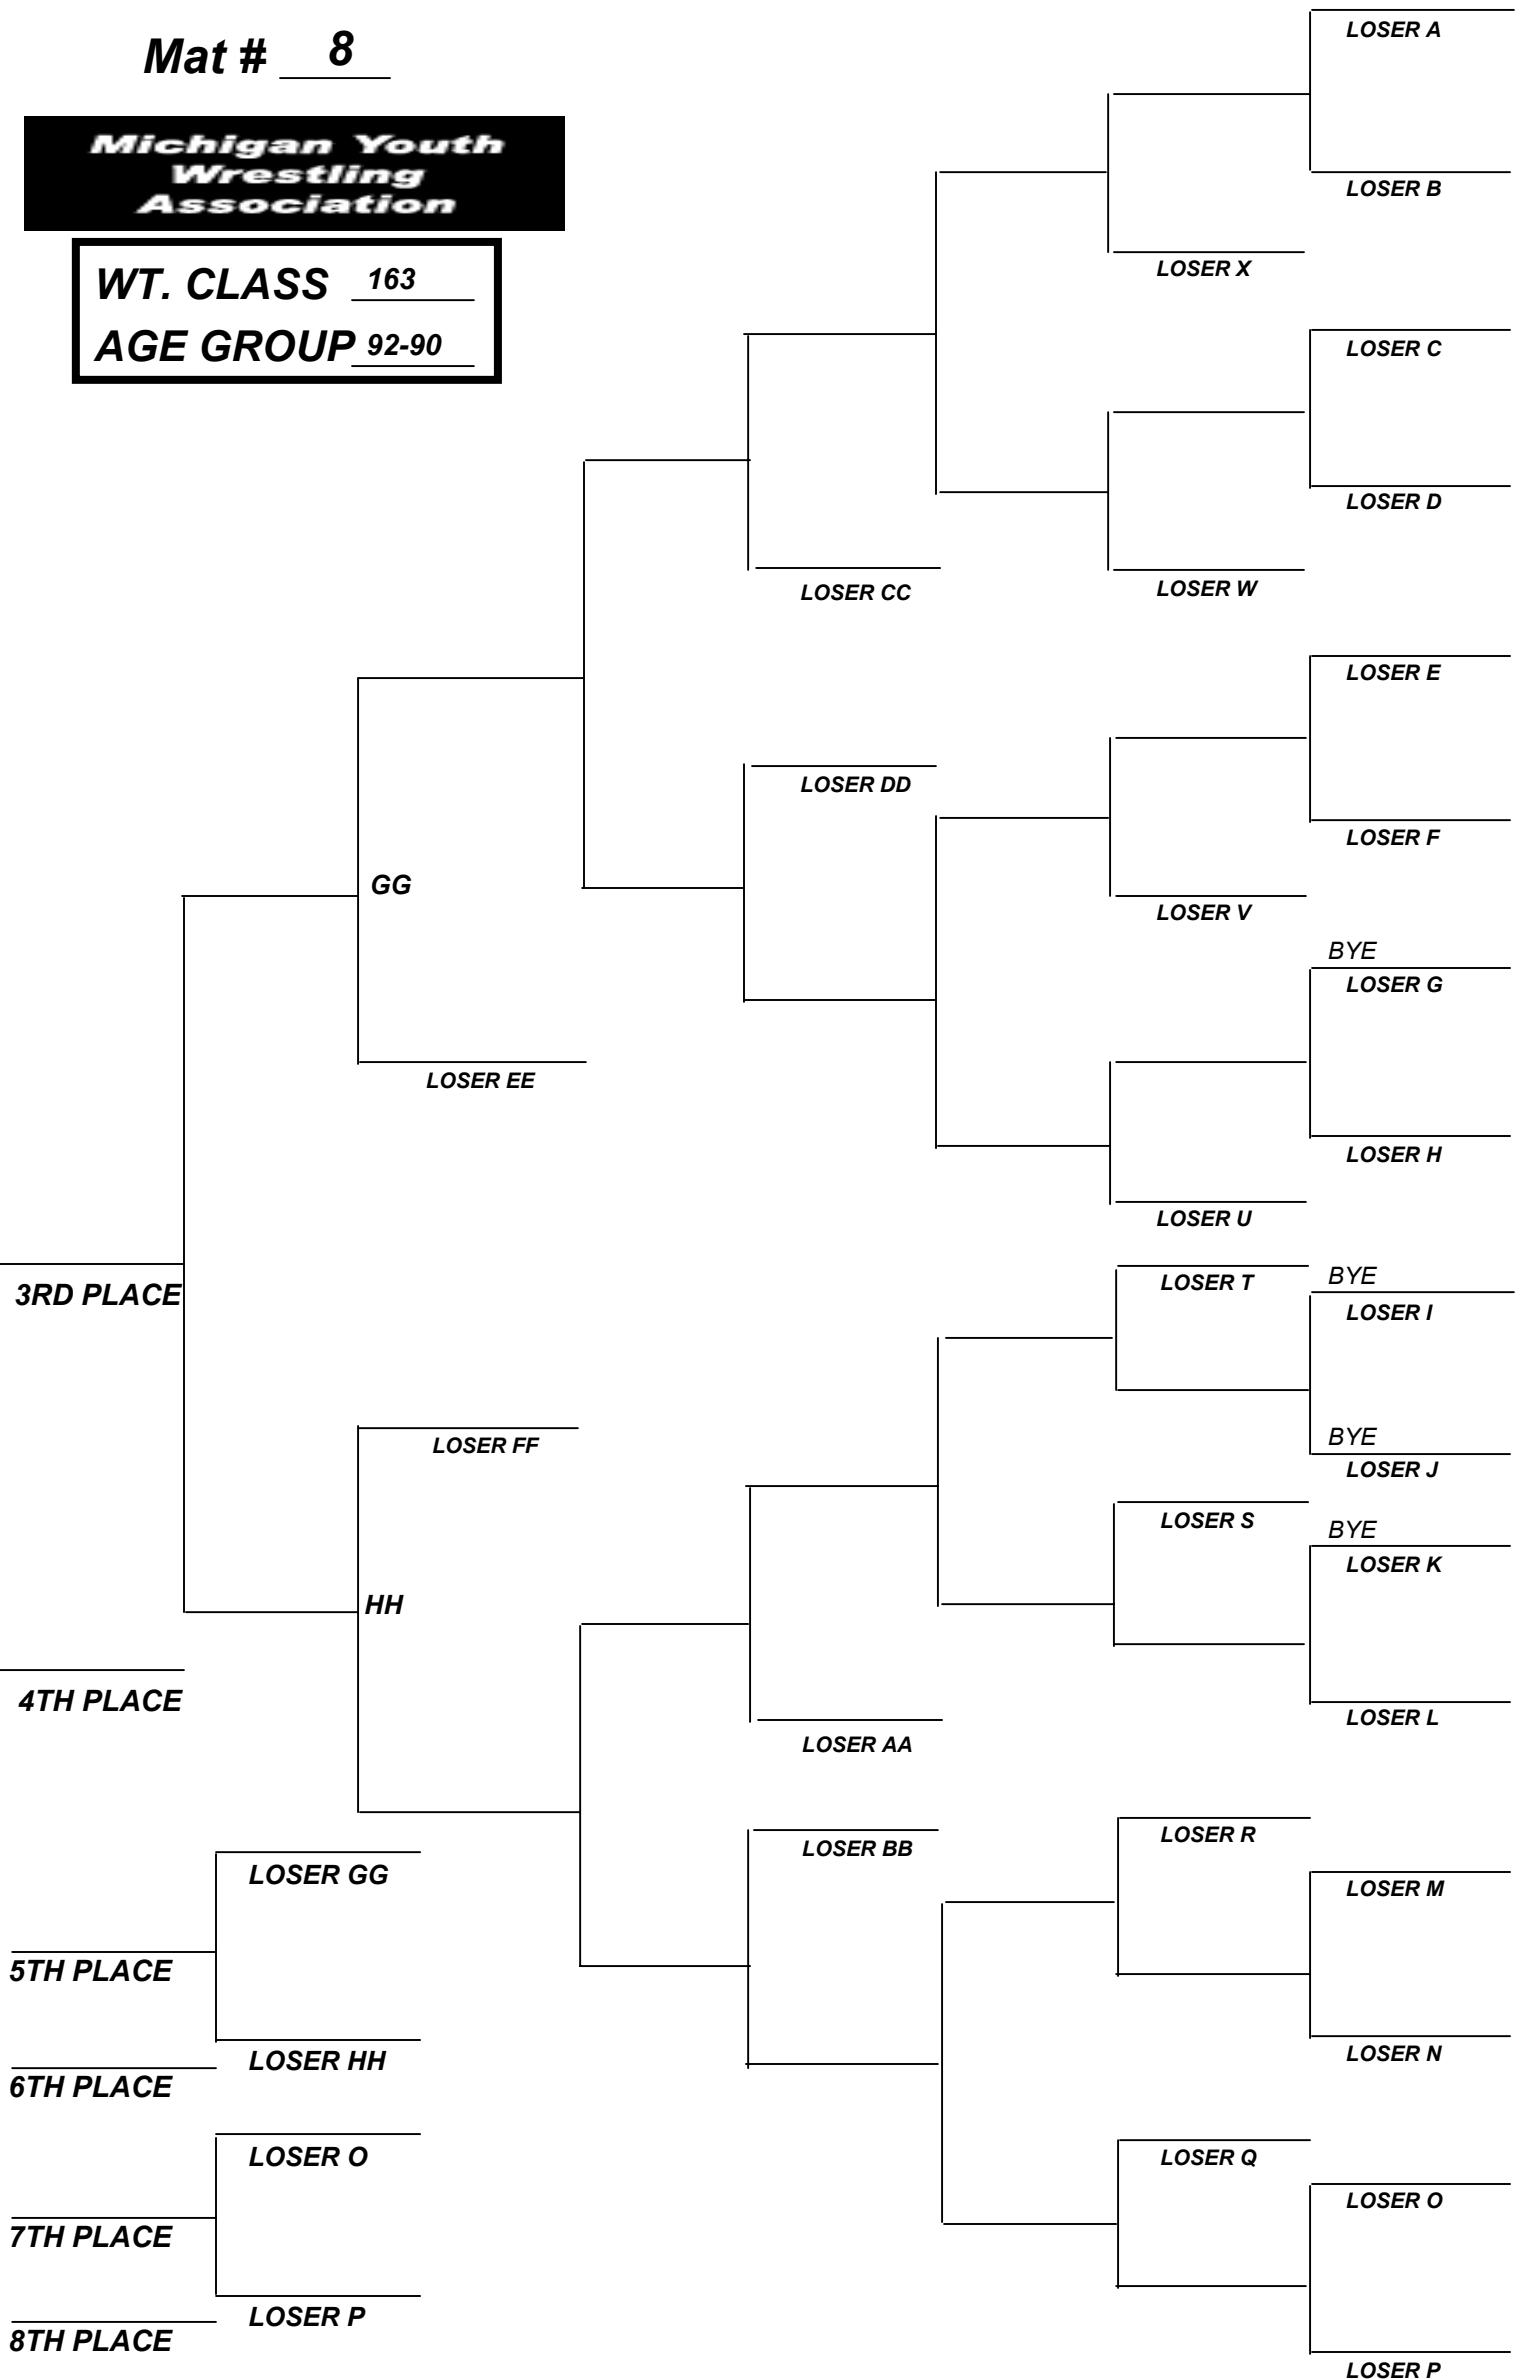 Mat # 8
Michigan Youth
Wrestling
Association
WT. CLASS 163
AGE GROUP 92-90
LOSER A
LOSER B
LOSER X
LOSER C
LOSER D
LOSER CC
LOSER W
LOSER E
LOSER DD
LOSER F
GG
LOSER V
BYE
LOSER G
LOSER EE
LOSER H
LOSER U
3RD PLACE
LOSER T
BYE
LOSER I
LOSER FF
BYE
LOSER J
LOSER S
BYE
LOSER K
HH
4TH PLACE
LOSER L
LOSER AA
LOSER BB
LOSER R
LOSER GG
LOSER M
5TH PLACE
LOSER HH
LOSER N
6TH PLACE
LOSER O
LOSER Q
LOSER O
7TH PLACE
LOSER P
8TH PLACE
LOSER P